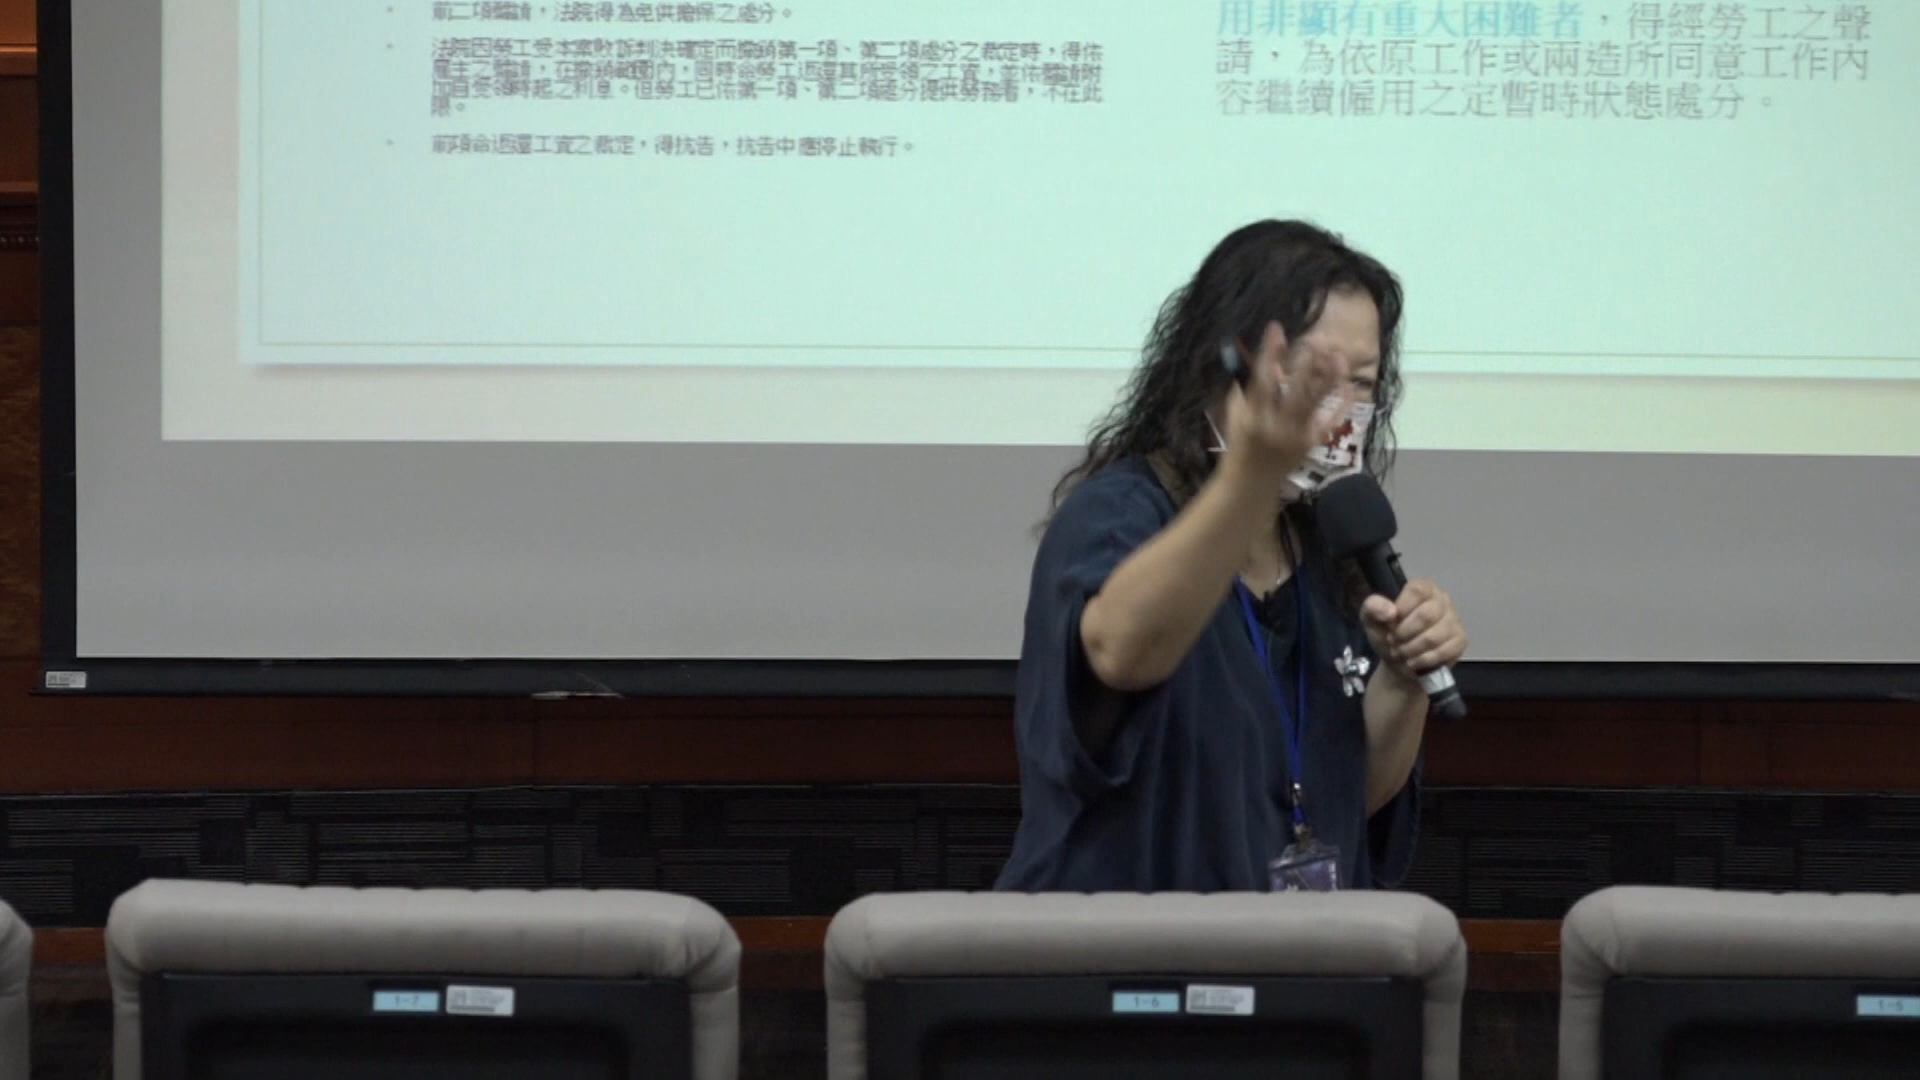 前二項聲請，法院得為免供擔保之處分。
法院因勞工受本案敗訴判決確定而撤銷第一項、第二項處分之裁定時，得依
雇主之聲請，在撤銷範圍內，同時命勞工返還其所受領之工資，並依聲請附
加自受領時起之利息。但勞工已依第一項、第二項處分提供勞務者，不在此
限。
前項命返還工資之裁定，得抗告，抗告中應停止執行。
用非顯有重大困難者，得經勞工之聲
請，為依原工作或兩造所同意工作內
容繼續僱用之定暫時狀態處分。
1-7
1-6
1-5